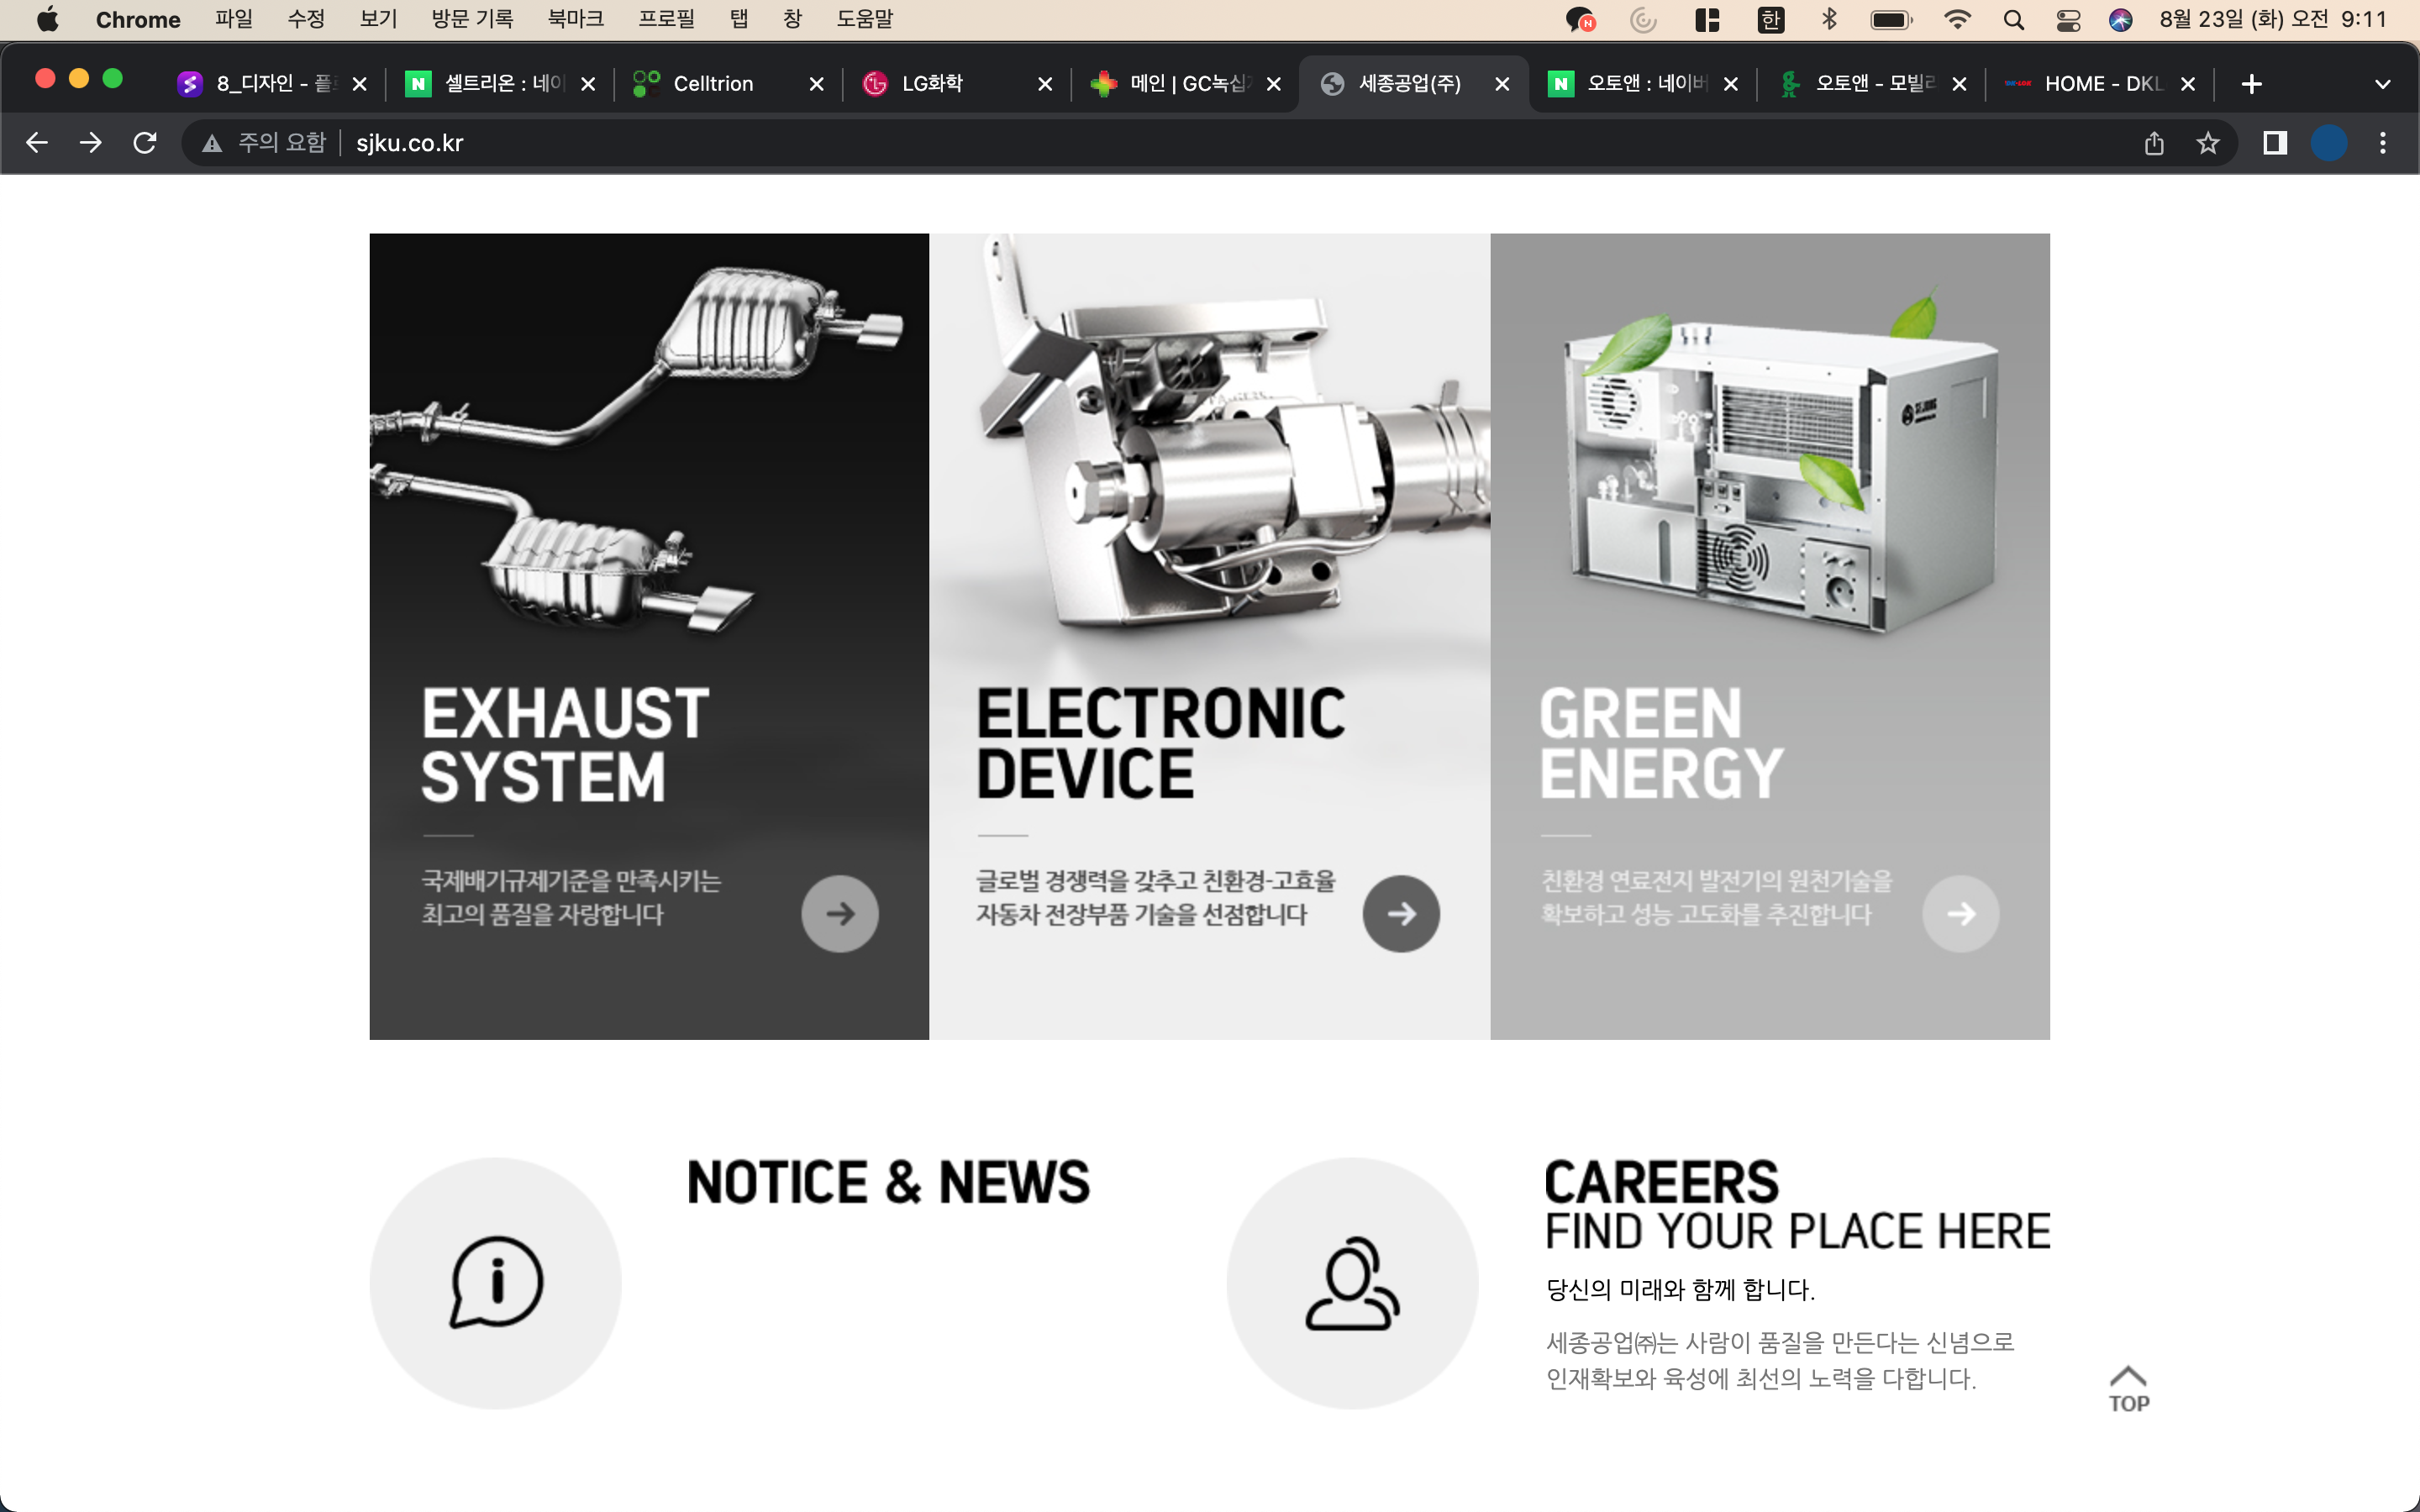 Chrome 파일 수정 보기 방문 기록 북마크 프로필 탭 창 도움말 한 8월 23일 (화) 오전 9:11
8_디자인 - 플 셀트리온 : 네이 Celltrion LG화학 메인 | GC녹십자 세종공업(주) 오토앤 : 네이버 오토앤 - 모빌리 HOME - DKL
주의 요함 sjku.co.kr
EXHAUST
SYSTEM
국제배기규제기준을 만족시키는
최고의 품질을 자랑합니다
ELECTRONIC
DEVICE
글로벌 경쟁력을 갖추고 친환경-고효율
자동차 전장부품 기술을 선점합니다
SEJONG
GREEN
ENERGY
친환경 연료전지 발전기의 원천기술을
확보하고 성능 고도화를 추진합니다
NOTICE & NEWS
CAREERS
FIND YOUR PLACE HERE
당신의 미래와 함께 합니다.
세종공업㈜는 사람이 품질을 만든다는 신념으로
인재확보와 육성에 최선의 노력을 다합니다.
TOP